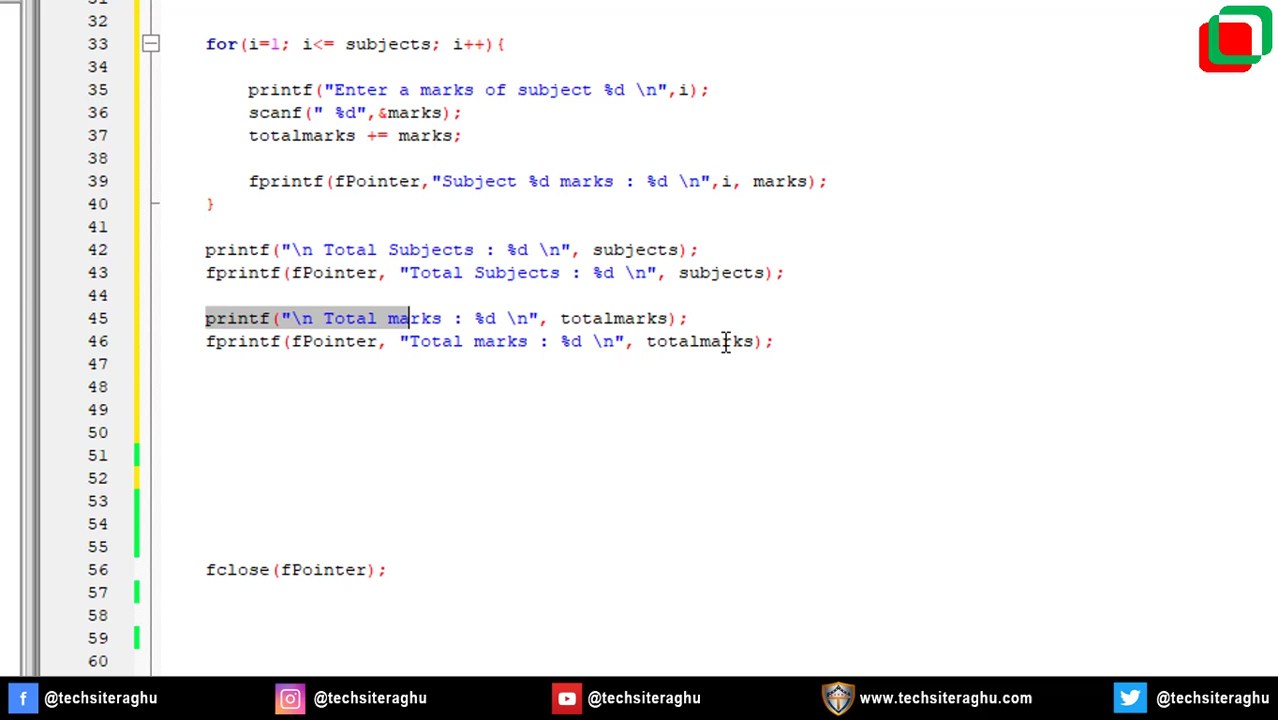 31
32
33 for(i=1; i<= subjects; i++){
34
35 printf("Enter a marks of subject %d \n",i);
36 scanf(" %d",&marks);
37 totalmarks += marks;
38
39 fprintf(fPointer,"Subject %d marks : %d \n",i, marks);
40 }
41
42 printf("\n Total Subjects : %d \n", subjects);
43 fprintf(fPointer, "Total Subjects : %d \n", subjects);
44
45 printf("\n Total marks : %d \n", totalmarks);
46 fprintf(fPointer, "Total marks : %d \n", totalmarks);
47
48
49
50
51
52
53
54
55
56 fclose(fPointer);
57
58
59
60
@techsiteraghu @techsiteraghu @techsiteraghu www.techsiteraghu.com @techsiteraghu